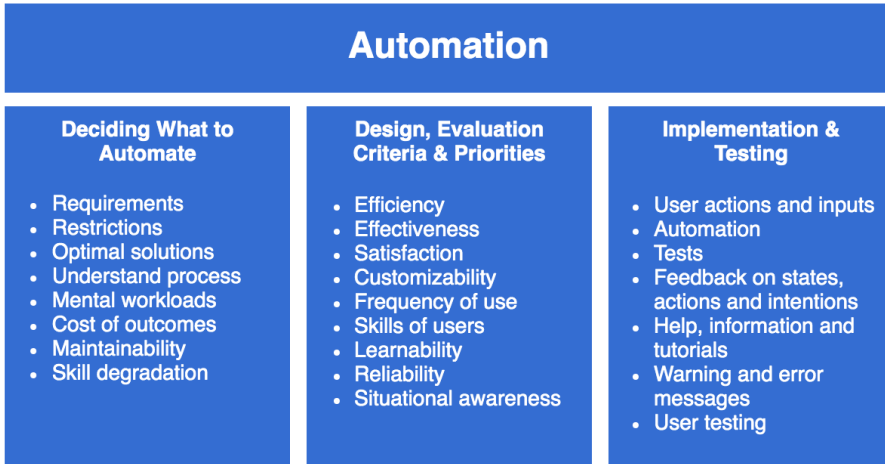 Automation
Deciding What to
Automate
• Requirements
• Restrictions
• Optimal solutions
• Understand process
• Mental workloads
• Cost of outcomes
• Maintainability
• Skill degradation
Design, Evaluation
Criteria & Priorities
• Efficiency
• Effectiveness
• Satisfaction
• Customizability
• Frequency of use
• Skills of users
• Learnability
• Reliability
• Situational awareness
Implementation &
Testing
• User actions and inputs
• Automation
• Tests
• Feedback on states,
actions and intentions
• Help, information and
tutorials
• Warning and error
messages
• User testing